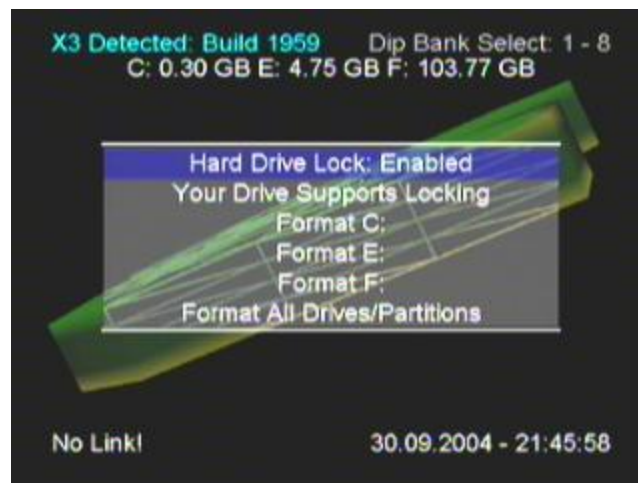 X3 Detected: Build 1959 Dip Bank Select: 1 - 8
C: 0.30 GB E: 4.75 GB F: 103.77 GB
Hard Drive Lock: Enabled
Your Drive Supports Locking
Format C:
Format E:
Format F:
Format All Drives/Partitions
No Link! 30.09.2004 - 21:45:58